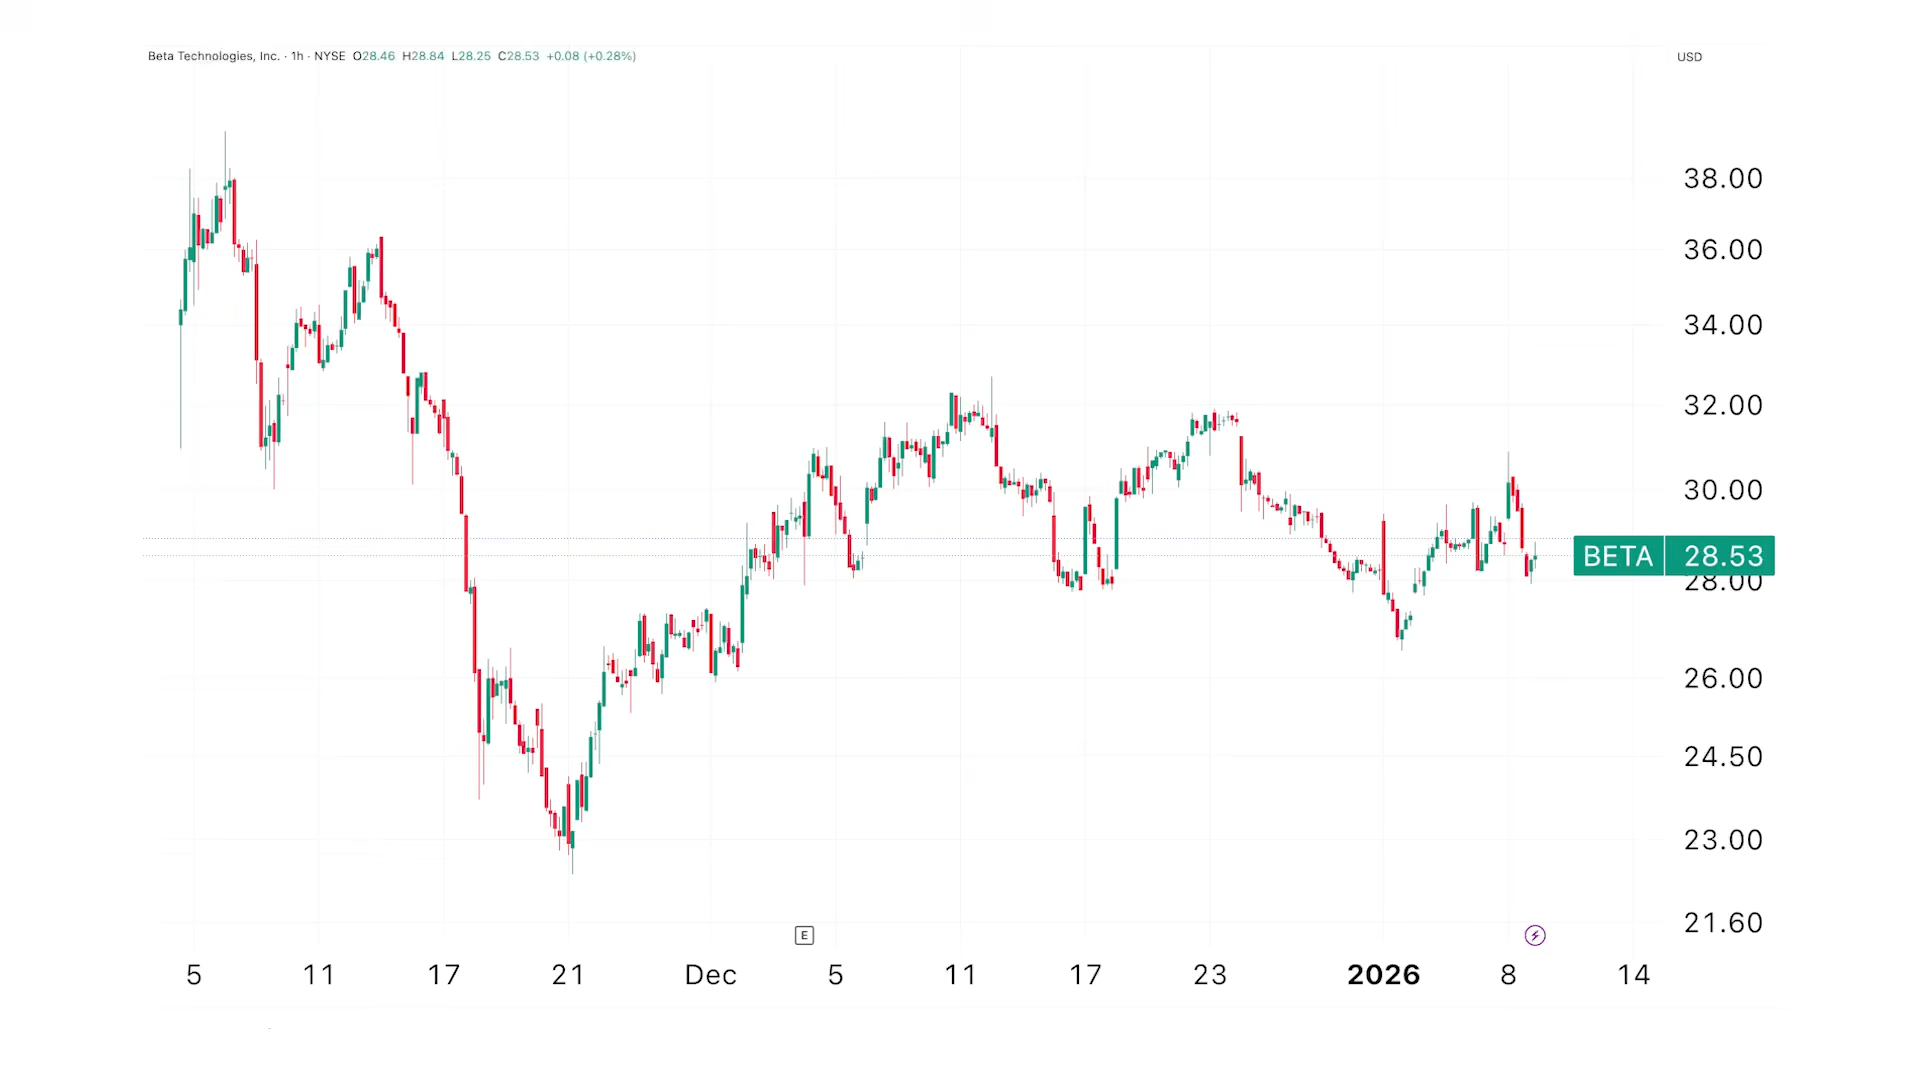 Beta Technologies, Inc. · 1h · NYSE O28.46 H28.84 L28.25 C28.53 +0.08 (+0.28%)
USD
38.00
36.00
34.00
32.00
30.00
BETA 28.53
28.00
26.00
24.50
23.00
21.60
E
5 11 17 21 Dec 5 11 17 23 2026 8 14